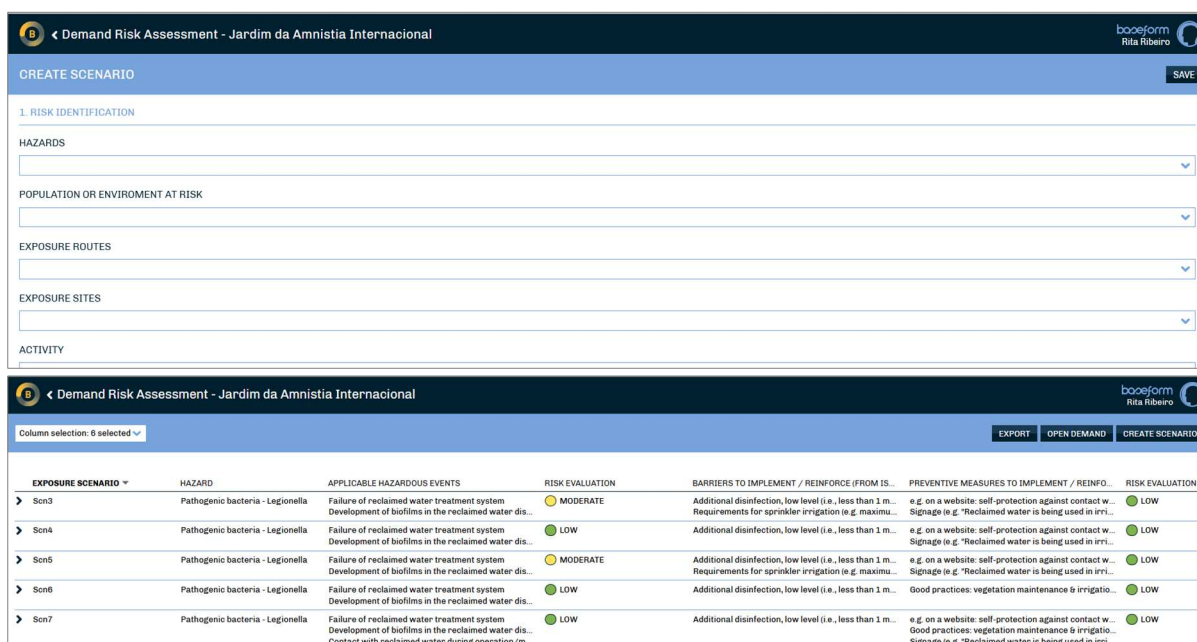 B < Demand Risk Assessment - Jardim da Amnistia Internacional
baseform
Rita Ribeiro
CREATE SCENARIO
SAVE
1. RISK IDENTIFICATION
HAZARDS
POPULATION OR ENVIROMENT AT RISK
EXPOSURE ROUTES
EXPOSURE SITES
ACTIVITY
B < Demand Risk Assessment - Jardim da Amnistia Internacional
baseform
Rita Ribeiro
Column selection: 6 selected
EXPORT OPEN DEMAND CREATE SCENARIO
EXPOSURE SCENARIO HAZARD APPLICABLE HAZARDOUS EVENTS RISK EVALUATION BARRIERS TO IMPLEMENT / REINFORCE (FROM IS... PREVENTIVE MEASURES TO IMPLEMENT / REINFO... RISK EVALUATION
Scn3 Pathogenic bacteria - Legionella Failure of reclaimed water treatment system MODERATE Additional disinfection, low level (i.e., less than 1 m... e.g. on a website: self-protection against contact w... LOW
Development of biofilms in the reclaimed water dis... Requirements for sprinkler irrigation (e.g. maximu... Signage (e.g. "Reclaimed water is being used in irri...
Scn4 Pathogenic bacteria - Legionella Failure of reclaimed water treatment system LOW Additional disinfection, low level (i.e., less than 1 m... e.g. on a website: self-protection against contact w... LOW
Development of biofilms in the reclaimed water dis... Signage (e.g. "Reclaimed water is being used in irri...
Scn5 Pathogenic bacteria - Legionella Failure of reclaimed water treatment system MODERATE Additional disinfection, low level (i.e., less than 1 m... e.g. on a website: self-protection against contact w... LOW
Development of biofilms in the reclaimed water dis... Requirements for sprinkler irrigation (e.g. maximu... Signage (e.g. "Reclaimed water is being used in irri...
Scn6 Pathogenic bacteria - Legionella Failure of reclaimed water treatment system LOW Additional disinfection, low level (i.e., less than 1 m... Good practices: vegetation maintenance & irrigatio... LOW
Development of biofilms in the reclaimed water dis...
Scn7 Pathogenic bacteria - Legionella Failure of reclaimed water treatment system LOW Additional disinfection, low level (i.e., less than 1 m... e.g. on a website: self-protection against contact w... LOW
Development of biofilms in the reclaimed water dis... Good practices: vegetation maintenance & irrigatio...
Contact with reclaimed water during operation (m... Signage (e.g. "Reclaimed water is being used in irri...